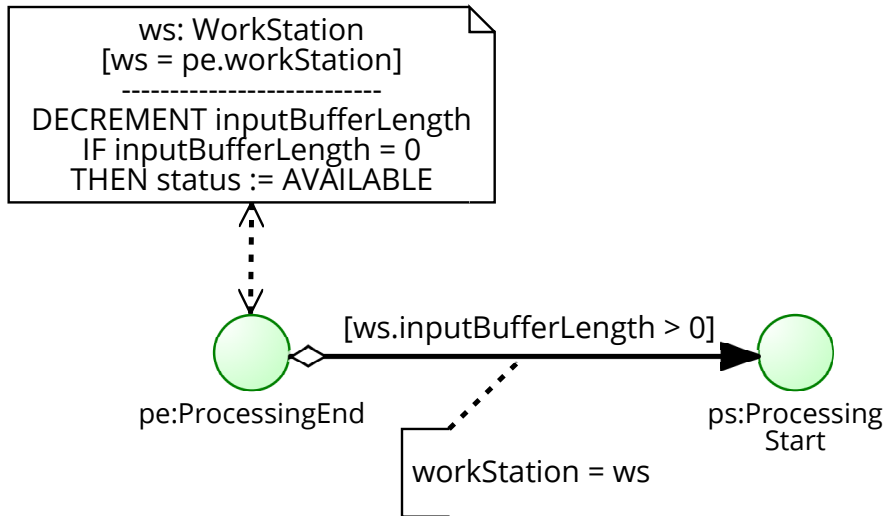 ws: WorkStation
[ws = pe.workStation]
---------------------------
DECREMENT inputBufferLength
IF inputBufferLength = 0
THEN status := AVAILABLE
[ws.inputBufferLength > 0]
pe:ProcessingEnd
ps:Processing
Start
workStation = ws